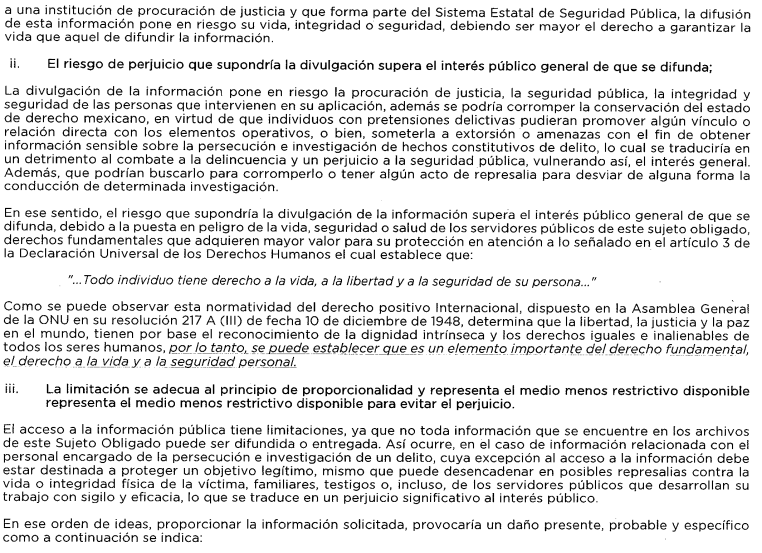 a una institución de procuración de justicia y que forma parte del Sistema Estatal de Seguridad Pública, la difusión
de esta información pone en riesgo su vida, integridad o seguridad, debiendo ser mayor el derecho a garantizar la
vida que aquel de difundir la información.
ii. El riesgo de perjuicio que supondría la divulgación supera el interés público general de que se difunda;
La divulgación de la información pone en riesgo la procuración de justicia, la seguridad pública, la integridad y
seguridad de las personas que intervienen en su aplicación, además se podría corromper la conservación del estado
de derecho mexicano, en virtud de que individuos con pretensiones delictivas pudieran promover algún vínculo o
relación directa con los elementos operativos, o bien, someterla a extorsión o amenazas con el fin de obtener
información sensible sobre la persecución e investigación de hechos constitutivos de delito, lo cual se traduciría en
un detrimento al combate a la delincuencia y un perjuicio a la seguridad pública, vulnerando así, el interés general.
Además, que podrían buscarlo para corromperlo o tener algún acto de represalia para desviar de alguna forma la
conducción de determinada investigación.
En ese sentido, el riesgo que supondría la divulgación de la información supera el interés público general de que se
difunda, debido a la puesta en peligro de la vida, seguridad o salud de los servidores públicos de este sujeto obligado,
derechos fundamentales que adquieren mayor valor para su protección en atención a lo señalado en el artículo 3 de
la Declaración Universal de los Derechos Humanos el cual establece que:
"...Todo individuo tiene derecho a la vida, a la libertad y a la seguridad de su persona..."
Como se puede observar esta normatividad del derecho positivo Internacional, dispuesto en la Asamblea General
de la ONU en su resolución 217 A (III) de fecha 10 de diciembre de 1948, determina que la libertad, la justicia y la paz
en el mundo, tienen por base el reconocimiento de la dignidad intrínseca y los derechos iguales e inalienables de
todos los seres humanos, por lo tanto, se puede establecer que es un elemento importante del derecho fundamental,
el derecho a la vida y a la seguridad personal.
iii. La limitación se adecua al principio de proporcionalidad y representa el medio menos restrictivo disponible
representa el medio menos restrictivo disponible para evitar el perjuicio.
El acceso a la información pública tiene limitaciones, ya que no toda información que se encuentre en los archivos
de este Sujeto Obligado puede ser difundida o entregada. Así ocurre, en el caso de información relacionada con el
personal encargado de la persecución e investigación de un delito, cuya excepción al acceso a la información debe
estar destinada a proteger un objetivo legítimo, mismo que puede desencadenar en posibles represalias contra la
vida o integridad física de la víctima, familiares, testigos o, incluso, de los servidores públicos que desarrollan su
trabajo con sigilo y eficacia, lo que se traduce en un perjuicio significativo al interés público.
En ese orden de ideas, proporcionar la información solicitada, provocaría un daño presente, probable y específico
como a continuación se indica: